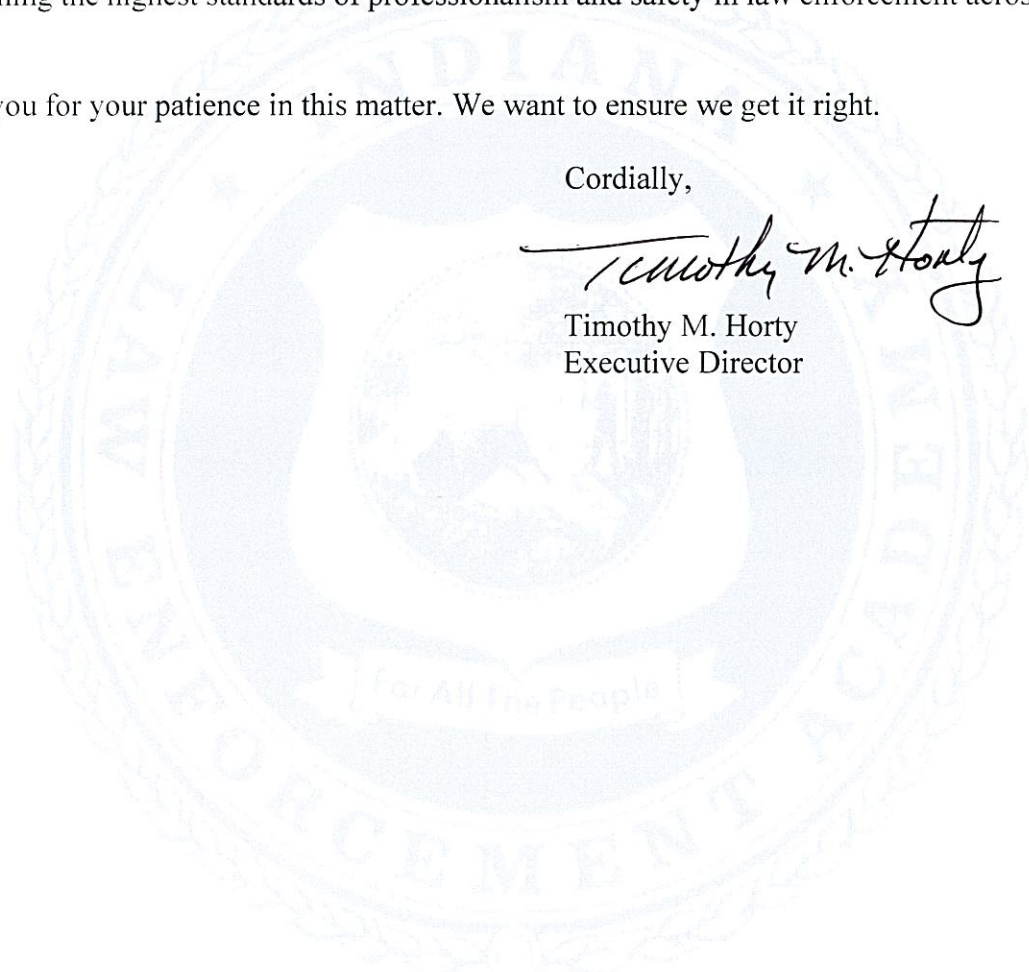 ing the highest standards of professionalism and safety in law enforcement acros
you for your patience in this matter. We want to ensure we get it right.
Cordially,
Timothy M. Horty
Timothy M. Horty
Executive Director
INDIANA LAW ENFORCEMENT ACADEMY
For All The People